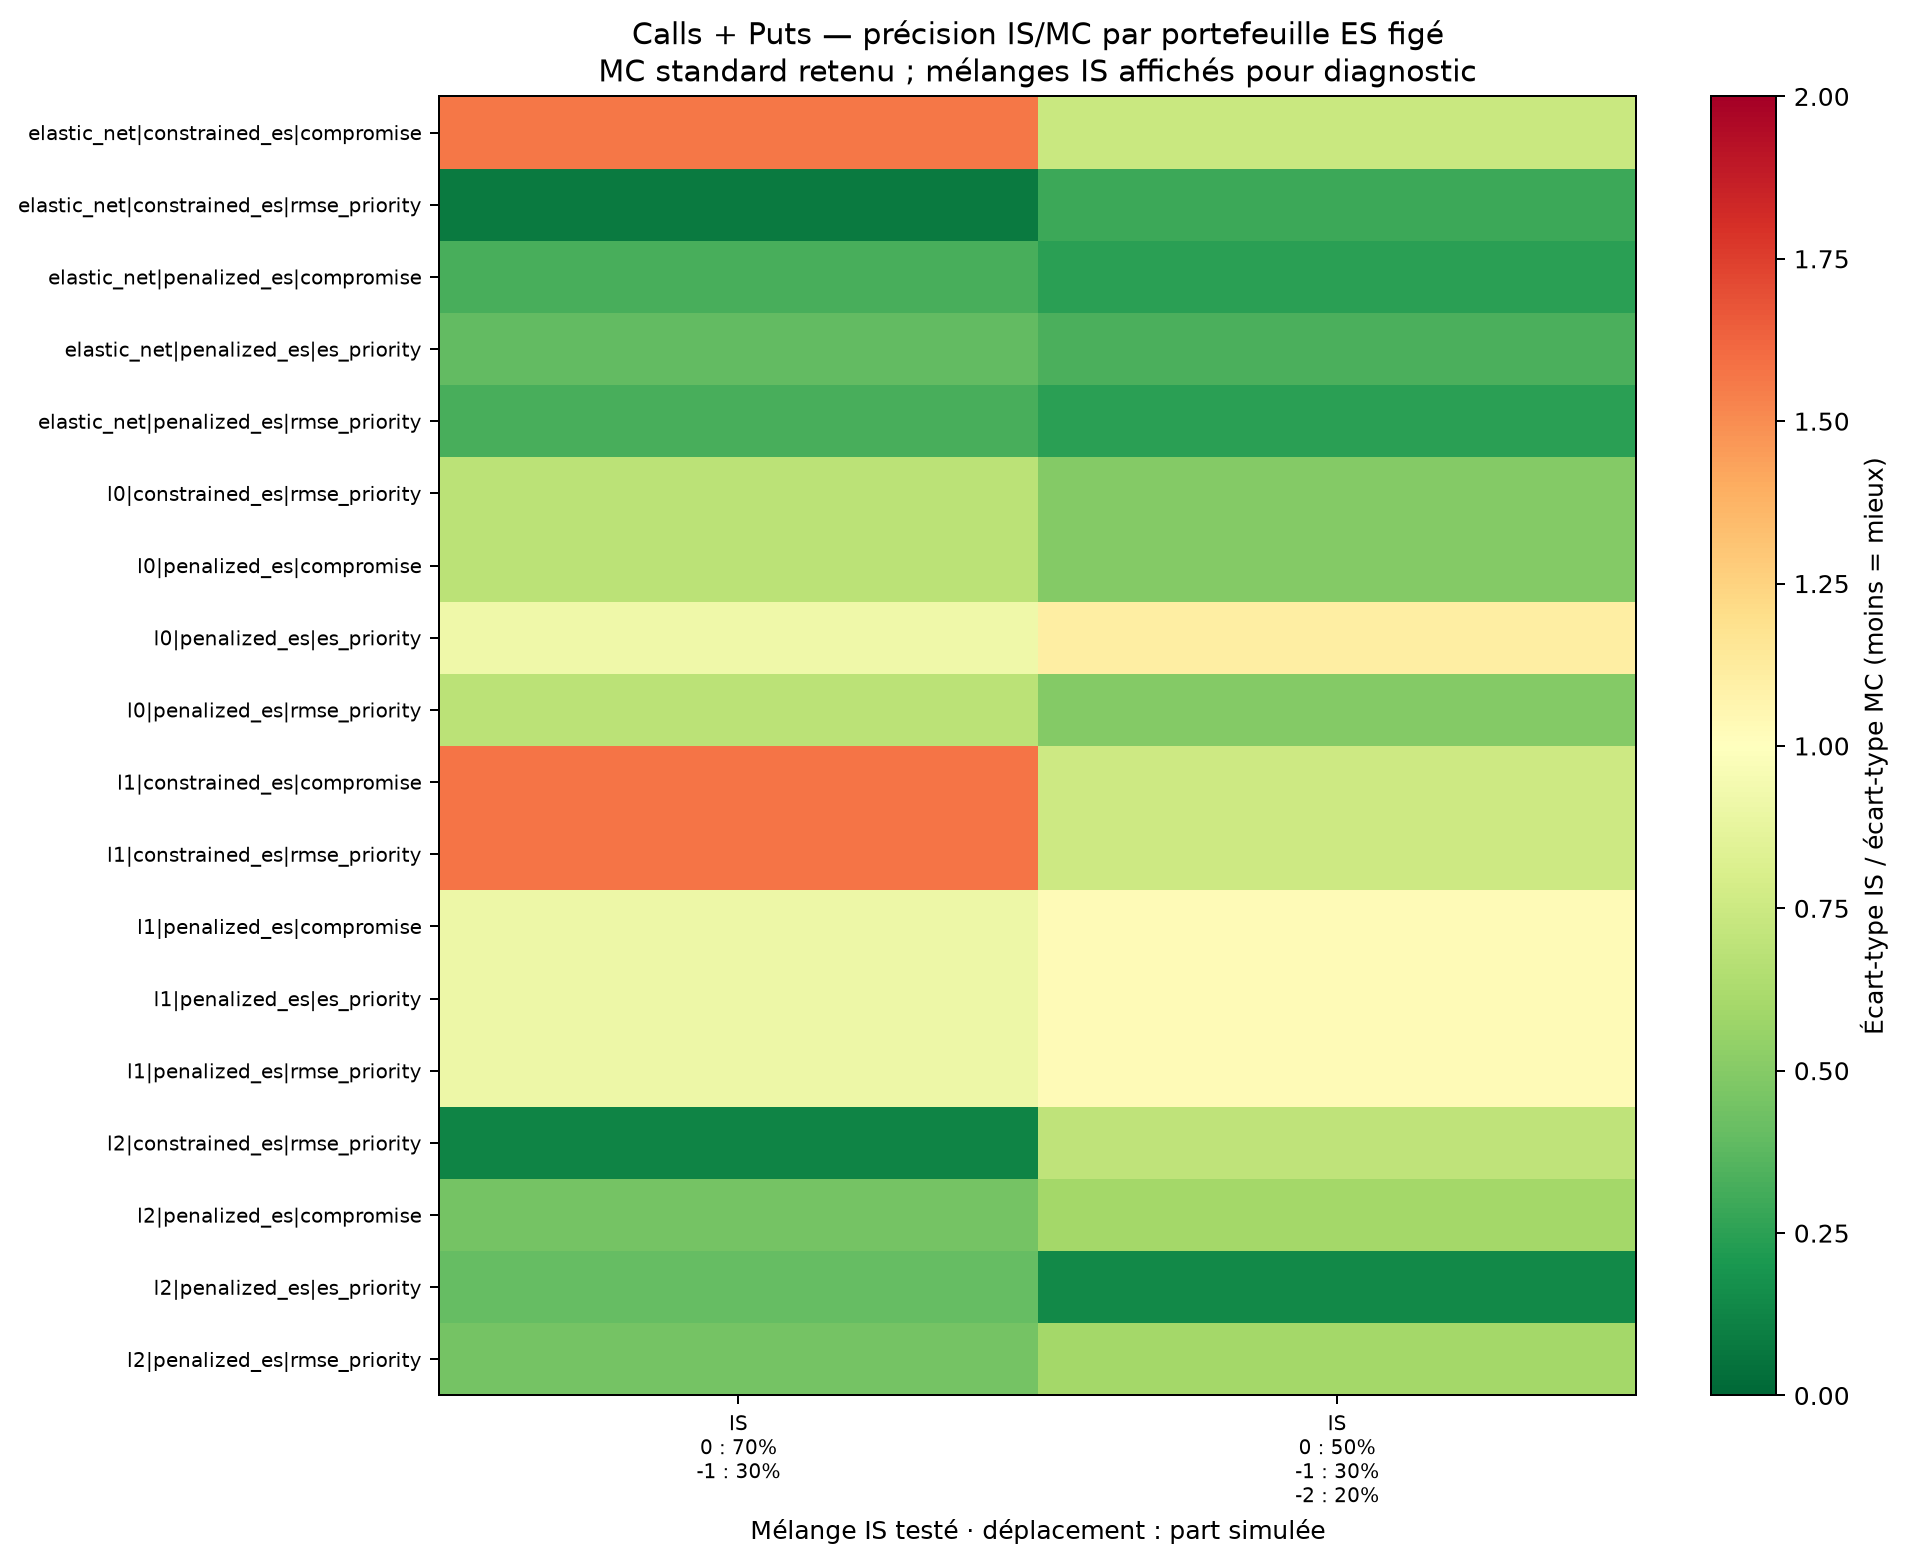 Calls + Puts — précision IS/MC par portefeuille ES figé
MC standard retenu ; mélanges IS affichés pour diagnostic
elastic_net|constrained_es|compromise
elastic_net|constrained_es|rmse_priority
elastic_net|penalized_es|compromise
elastic_net|penalized_es|es_priority
elastic_net|penalized_es|rmse_priority
l0|constrained_es|rmse_priority
l0|penalized_es|compromise
l0|penalized_es|es_priority
l0|penalized_es|rmse_priority
l1|constrained_es|compromise
l1|constrained_es|rmse_priority
l1|penalized_es|compromise
l1|penalized_es|es_priority
l1|penalized_es|rmse_priority
l2|constrained_es|rmse_priority
l2|penalized_es|compromise
l2|penalized_es|es_priority
l2|penalized_es|rmse_priority
IS
0 : 70%
-1 : 30%
IS
0 : 50%
-1 : 30%
-2 : 20%
Mélange IS testé · déplacement : part simulée
2.00
1.75
1.50
1.25
1.00
0.75
0.50
0.25
0.00
Écart-type IS / écart-type MC (moins = mieux)